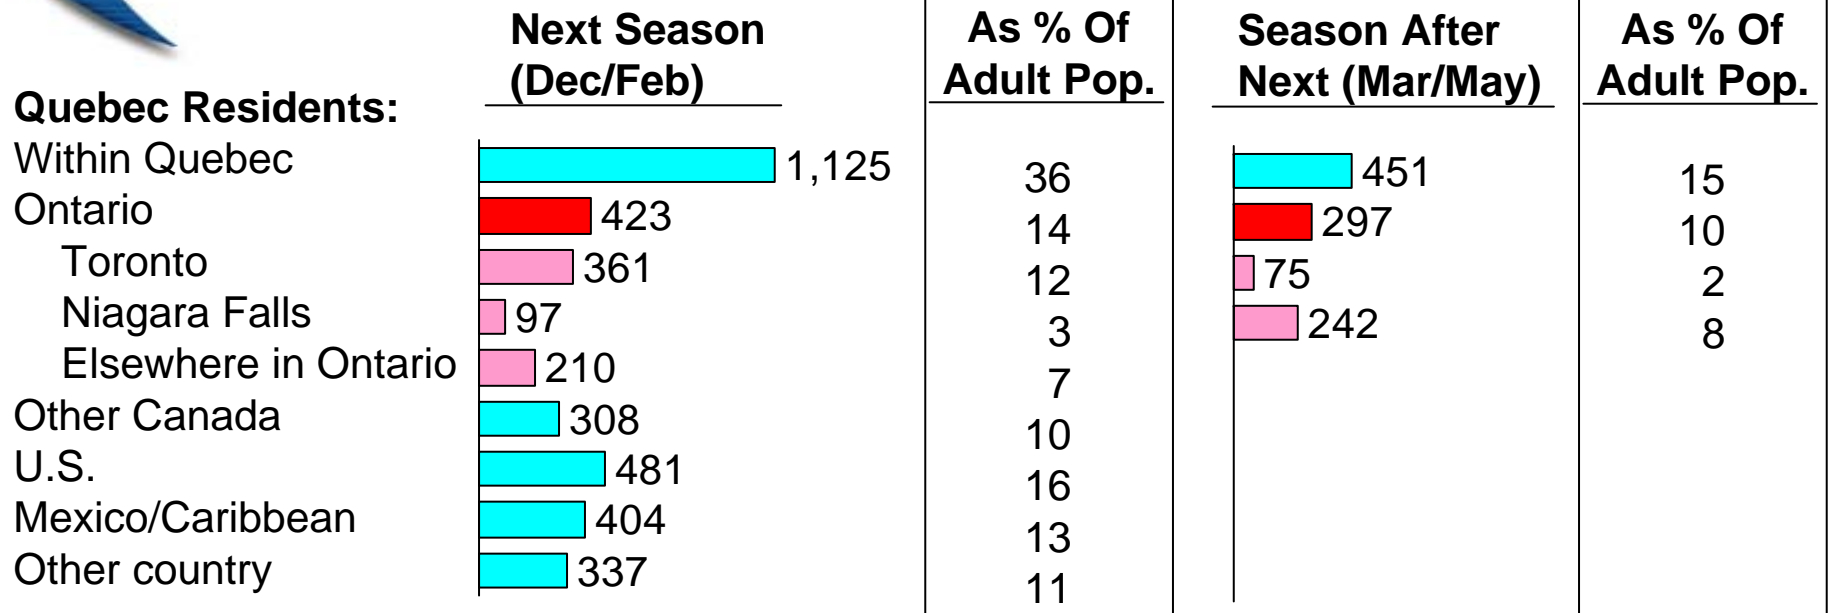 Next Season (Dec/Feb) As % Of Adult Pop. Season After Next (Mar/May) As % Of Adult Pop.
Quebec Residents:
Within Quebec 1,125 36 451 15
Ontario 423 14 297 10
Toronto 361 12 75 2
Niagara Falls 97 3 242 8
Elsewhere in Ontario 210 7
Other Canada 308 10
U.S. 481 16
Mexico/Caribbean 404 13
Other country 337 11